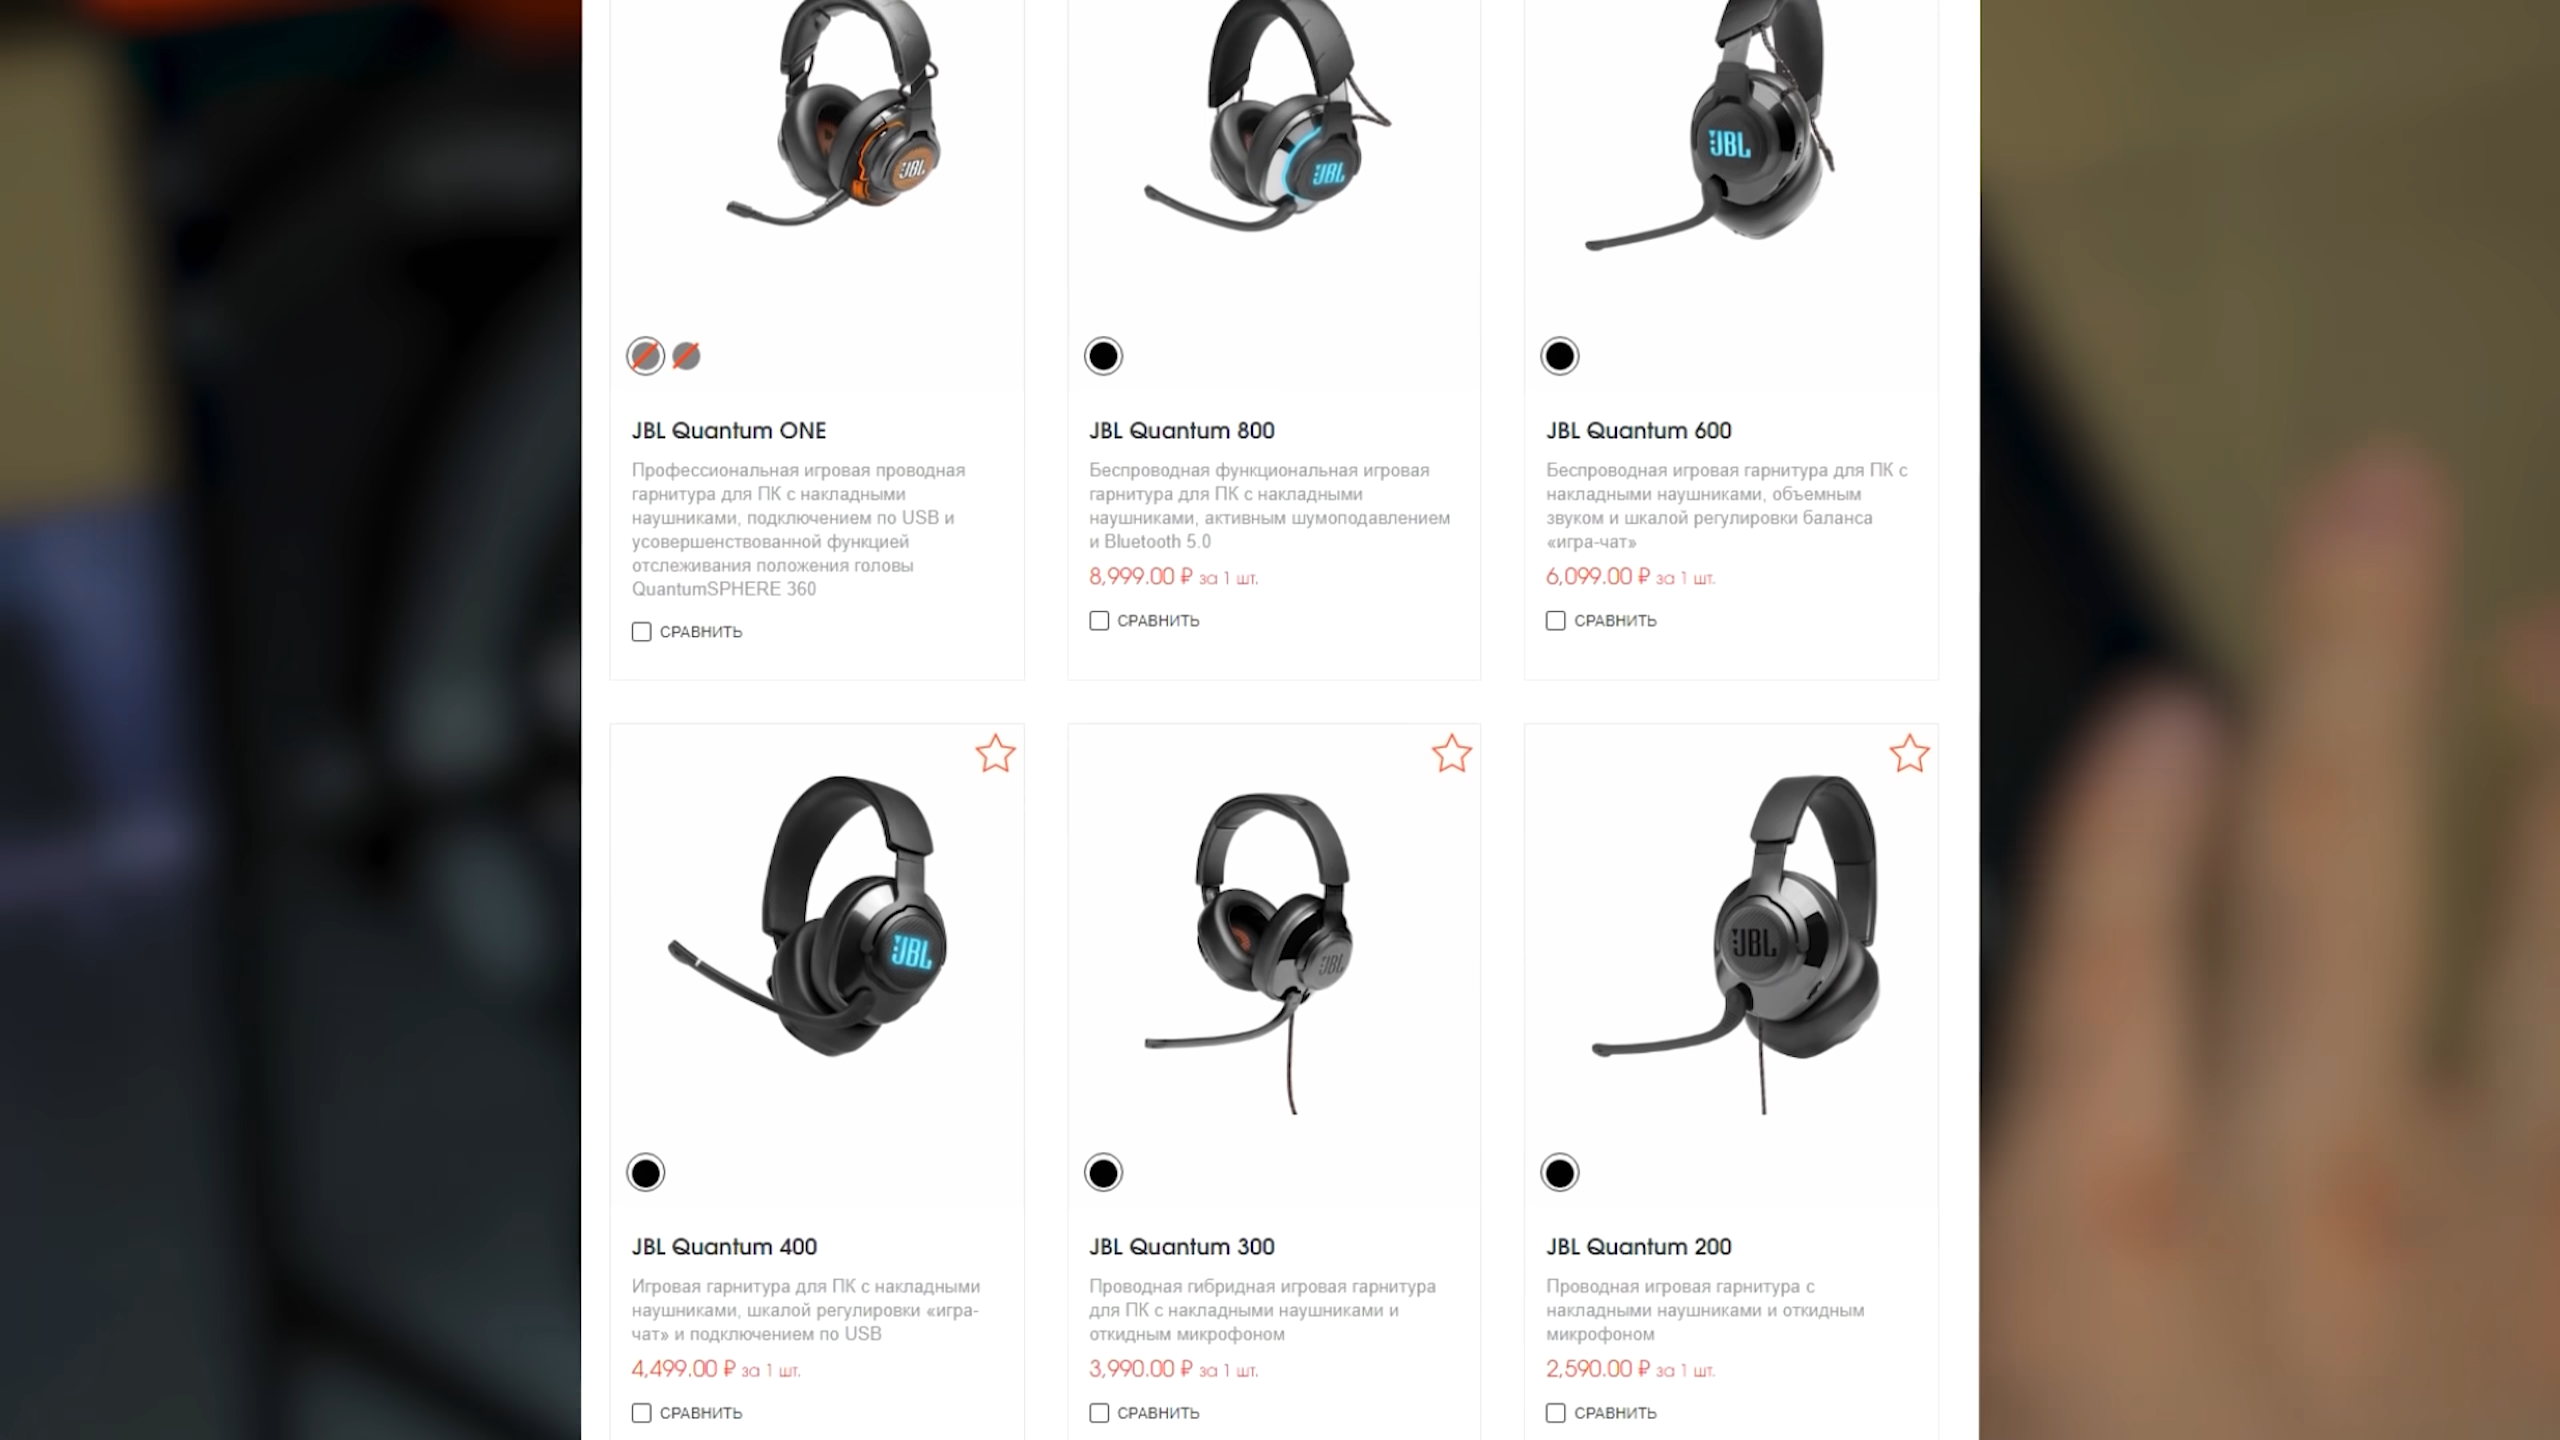 JBL
JBL
JBL
JBL Quantum ONE
Профессиональная игровая проводная
гарнитура для ПК с накладными
наушниками, подключением по USB и
усовершенствованной функцией
отслеживания положения головы
QuantumSPHERE 360
СРАВНИТЬ
JBL Quantum 800
Беспроводная функциональная игровая
гарнитура для ПК с накладными
наушниками, активным шумоподавлением
и Bluetooth 5.0
8,999.00 ₽ за 1 шт.
СРАВНИТЬ
JBL Quantum 600
Беспроводная игровая гарнитура для ПК с
накладными наушниками, объемным
звуком и шкалой регулировки баланса
«игра-чат»
6,099.00 ₽ за 1 шт.
СРАВНИТЬ
JBL
JBL
JBL
JBL Quantum 400
Игровая гарнитура для ПК с накладными
наушниками, шкалой регулировки «игра-
чат» и подключением по USB
4,499.00 ₽ за 1 шт.
СРАВНИТЬ
JBL Quantum 300
Проводная гибридная игровая гарнитура
для ПК с накладными наушниками и
откидным микрофоном
3,990.00 ₽ за 1 шт.
СРАВНИТЬ
JBL Quantum 200
Проводная игровая гарнитура с
накладными наушниками и откидным
микрофоном
2,590.00 ₽ за 1 шт.
СРАВНИТЬ